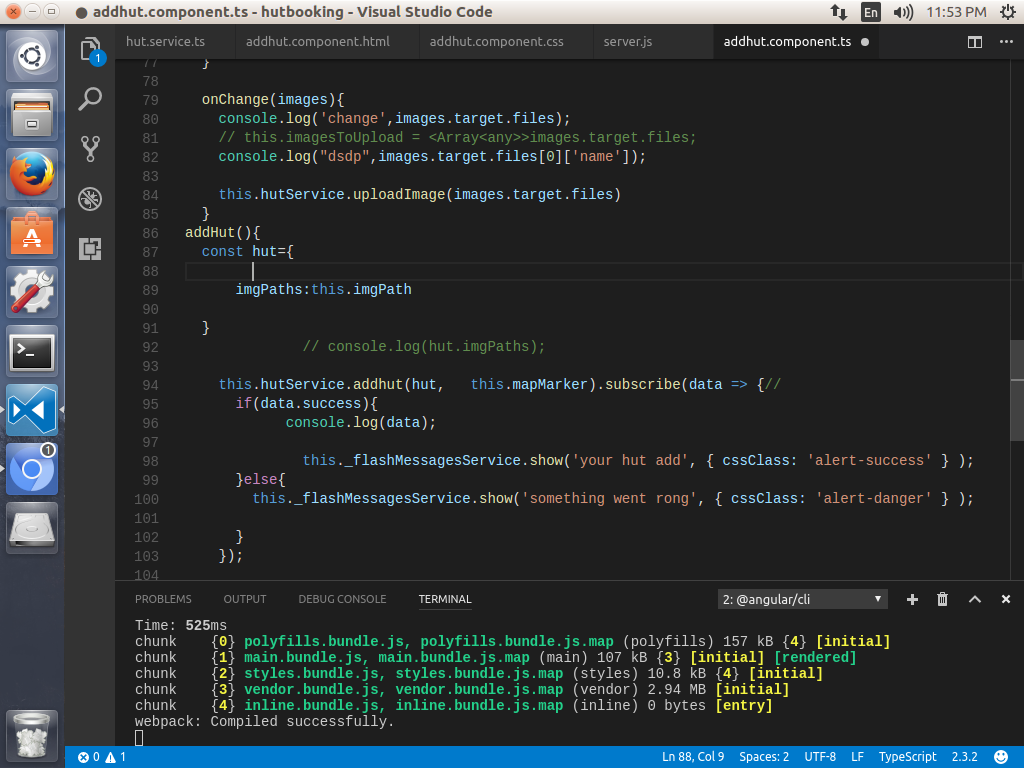 addhut.component.ts - hutbooking - Visual Studio Code
En
11:53 PM
hut.service.ts
addhut.component.html
addhut.component.css
server.js
addhut.component.ts
1
77 }
78
79 onChange(images){
80 console.log('change',images.target.files);
81 // this.imagesToUpload = <Array<any>>images.target.files;
82 console.log("dsdp",images.target.files[0]['name']);
83
84 this.hutService.uploadImage(images.target.files)
85 }
86 addHut(){
87 const hut={
88
89 imgPaths:this.imgPath
90
91 }
92 // console.log(hut.imgPaths);
93
94 this.hutService.addhut(hut,   this.mapMarker).subscribe(data => {//
95 if(data.success){
96 console.log(data);
97
98 this._flashMessagesService.show('your hut add', { cssClass: 'alert-success' } );
99 }else{
100 this._flashMessagesService.show('something went rong', { cssClass: 'alert-danger' } );
101
102 }
103 });
104
1
PROBLEMS OUTPUT DEBUG CONSOLE TERMINAL 2: @angular/cli
Time: 525ms
chunk    {0} polyfills.bundle.js, polyfills.bundle.js.map (polyfills) 157 kB {4} [initial]
chunk    {1} main.bundle.js, main.bundle.js.map (main) 107 kB {3} [initial] [rendered]
chunk    {2} styles.bundle.js, styles.bundle.js.map (styles) 10.8 kB {4} [initial]
chunk    {3} vendor.bundle.js, vendor.bundle.js.map (vendor) 2.94 MB [initial]
chunk    {4} inline.bundle.js, inline.bundle.js.map (inline) 0 bytes [entry]
webpack: Compiled successfully.
0 1 Ln 88, Col 9 Spaces: 2 UTF-8 LF TypeScript 2.3.2